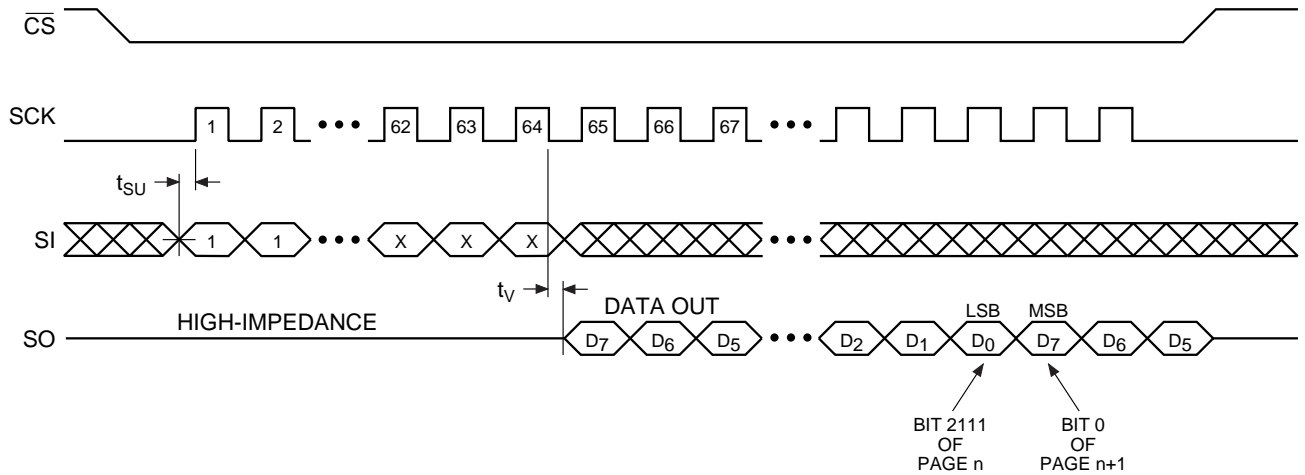 CS
SCK 1 2 ••• 62 63 64 65 66 67 •••
tSU
SI 1 1 ••• X X X •••
tV
DATA OUT
HIGH-IMPEDANCE
LSB MSB
SO D7 D6 D5 ••• D2 D1 D0 D7 D6 D5
BIT 2111
OF
PAGE n
BIT 0
OF
PAGE n+1